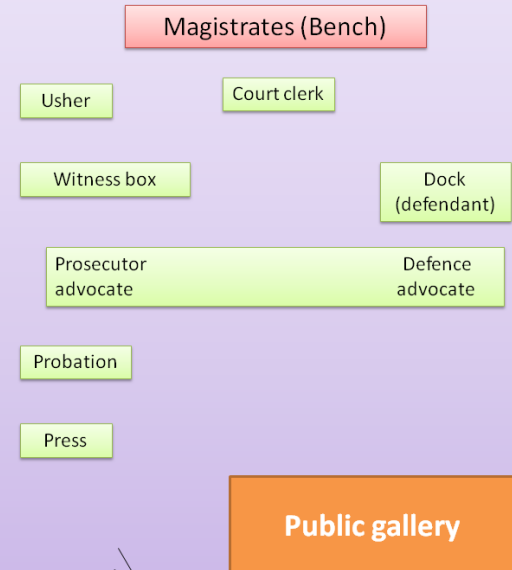 Magistrates (Bench)
Usher
Court clerk
Witness box
Dock
(defendant)
Prosecutor
advocate
Defence
advocate
Probation
Press
Public gallery